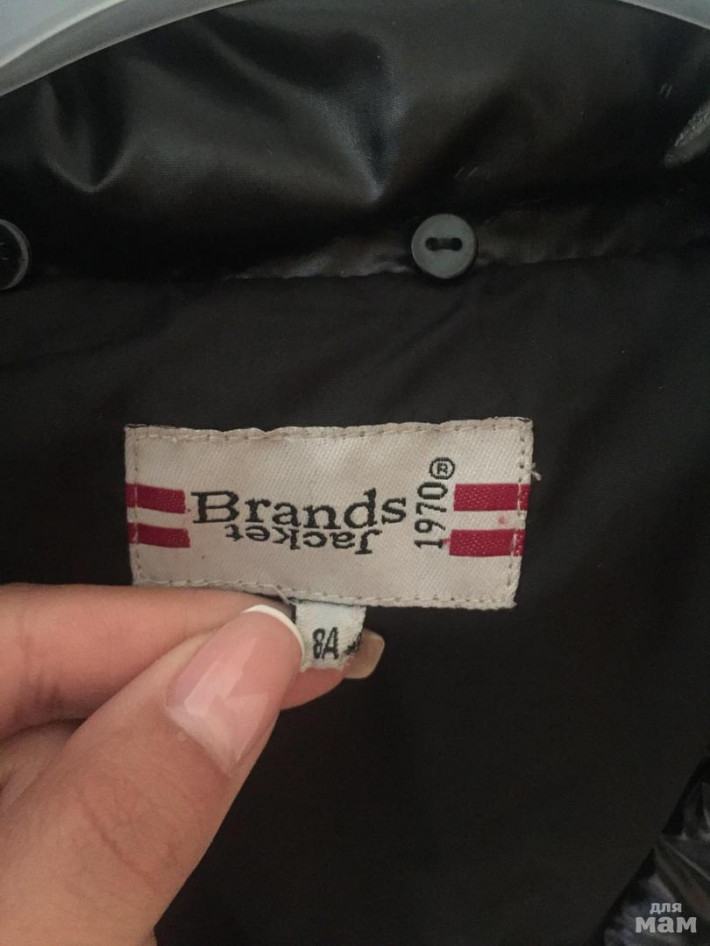 Brands
Jacket
1970®
8A
для
мам